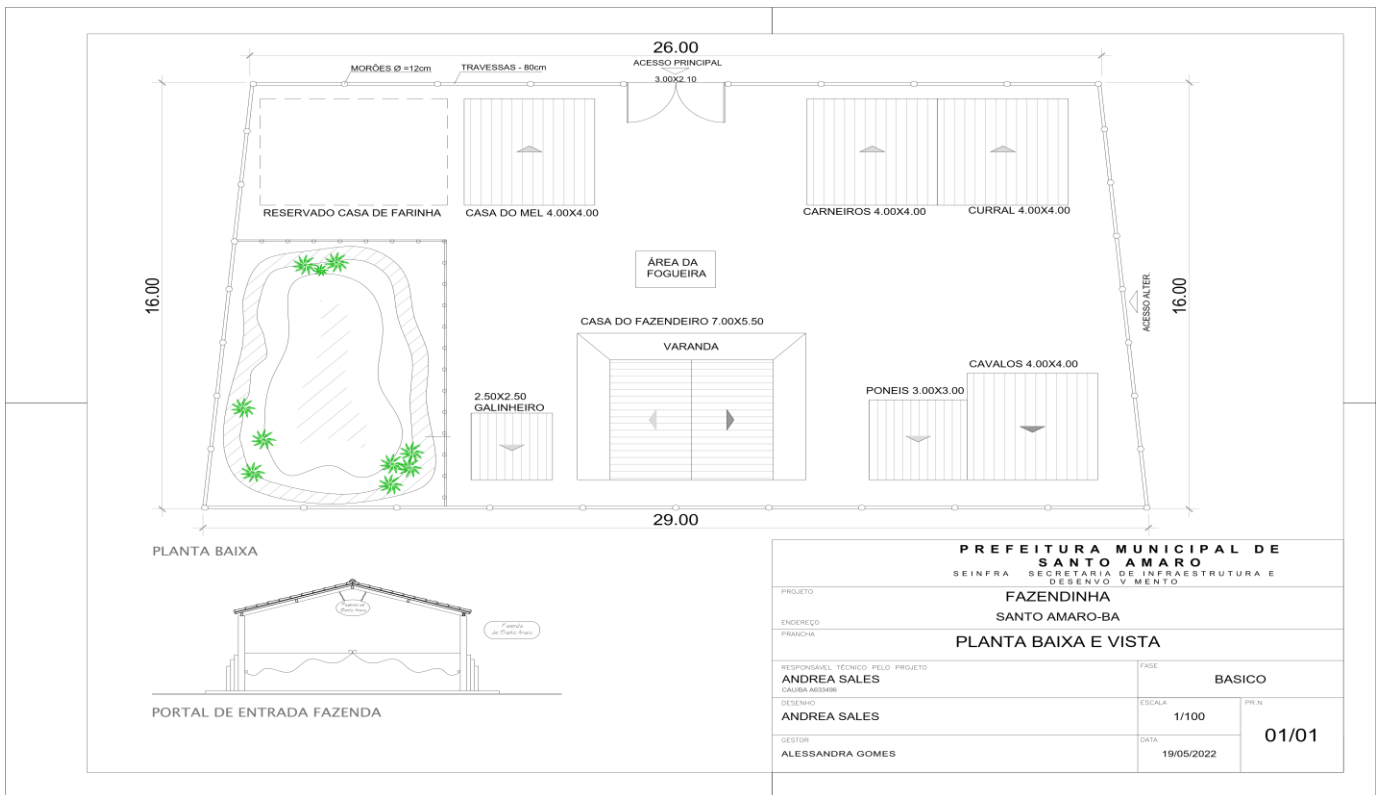 26.00
ACESSO PRINCIPAL
MORÕES Ø =12cm
TRAVESSAS - 80cm
3.00X2.10
RESERVADO CASA DE FARINHA
CASA DO MEL 4.00X4.00
CARNEIROS 4.00X4.00
CURRAL 4.00X4.00
ÁREA DA
FOGUEIRA
16.00
16.00
ACESSO ALTER.
CASA DO FAZENDEIRO 7.00X5.50
VARANDA
CAVALOS 4.00X4.00
PONEIS 3.00X3.00
2.50X2.50
GALINHEIRO
29.00
PLANTA BAIXA
Fazenda
de Santo Amaro
PORTAL DE ENTRADA FAZENDA
PREFEITURA MUNICIPAL DE
SANTO AMARO
SEINFRA SECRETARIA DE INFRAESTRUTURA E
DESENVO V MENTO
PROJETO
FAZENDINHA
SANTO AMARO-BA
ENDEREÇO
PRANCHA
PLANTA BAIXA E VISTA
RESPONSAVEL TÉCNICO PELO PROJETO
ANDREA SALES
FASE
BASICO
DESENHO
ANDREA SALES
ESCALA
1/100
PR.N
01/01
GESTOR
ALESSANDRA GOMES
DATA
19/05/2022